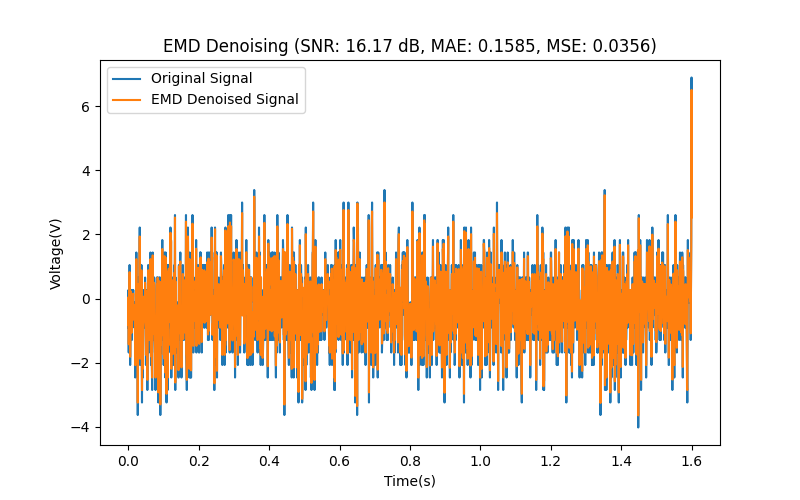 EMD Denoising (SNR: 16.17 dB, MAE: 0.1585, MSE: 0.0356)
Original Signal
EMD Denoised Signal
6
4
2
0
−2
−4
Voltage(V)
0.0 0.2 0.4 0.6 0.8 1.0 1.2 1.4 1.6
Time(s)